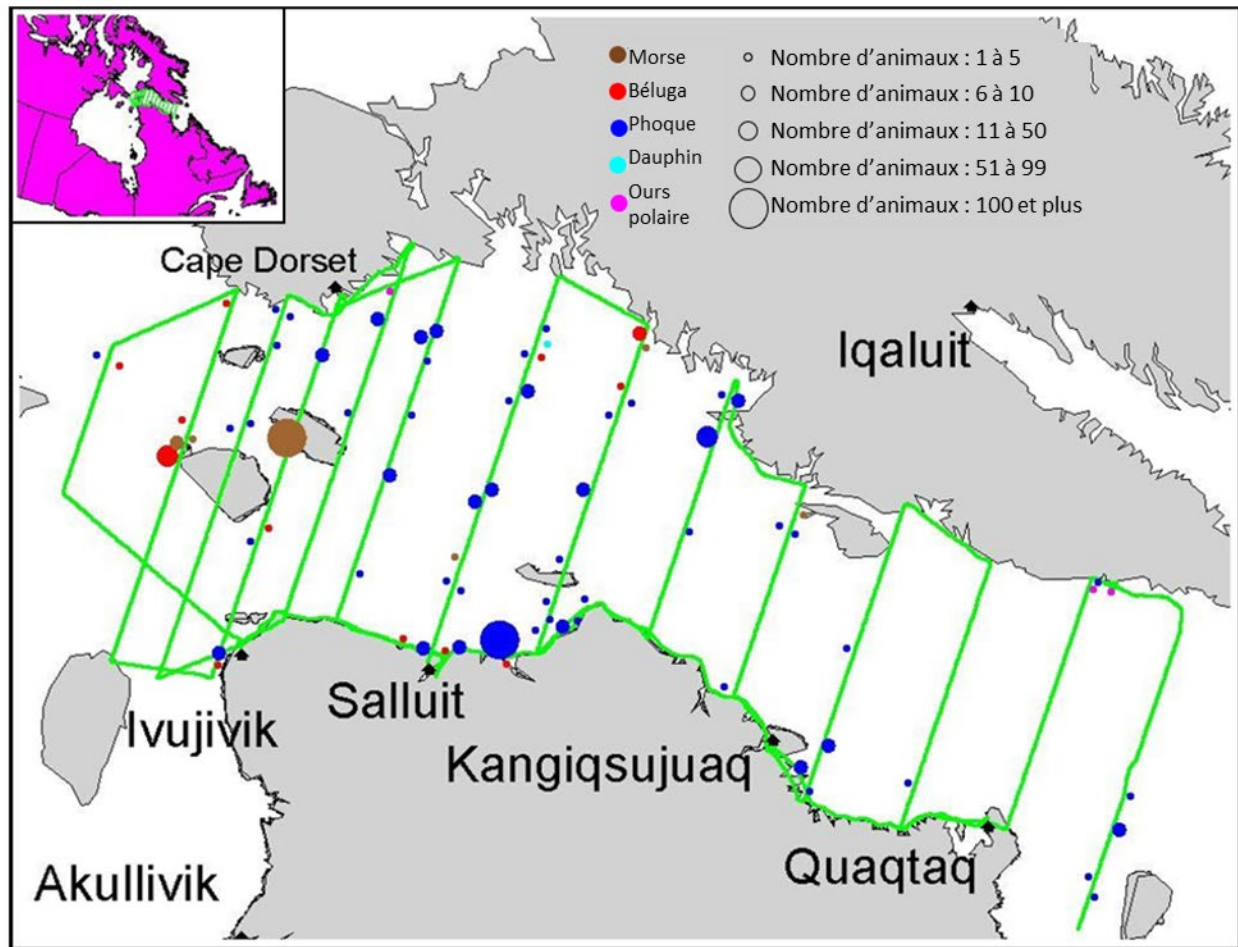 Morse
Béluga
Phoque
Dauphin
Ours
polaire
Nombre d’animaux : 1 à 5
Nombre d’animaux : 6 à 10
Nombre d’animaux : 11 à 50
Nombre d’animaux : 51 à 99
Nombre d’animaux : 100 et plus
Cape Dorset
Iqaluit
Ivujivik
Salluit
Kangiqsujuaq
Akullivik
Quaqtaq